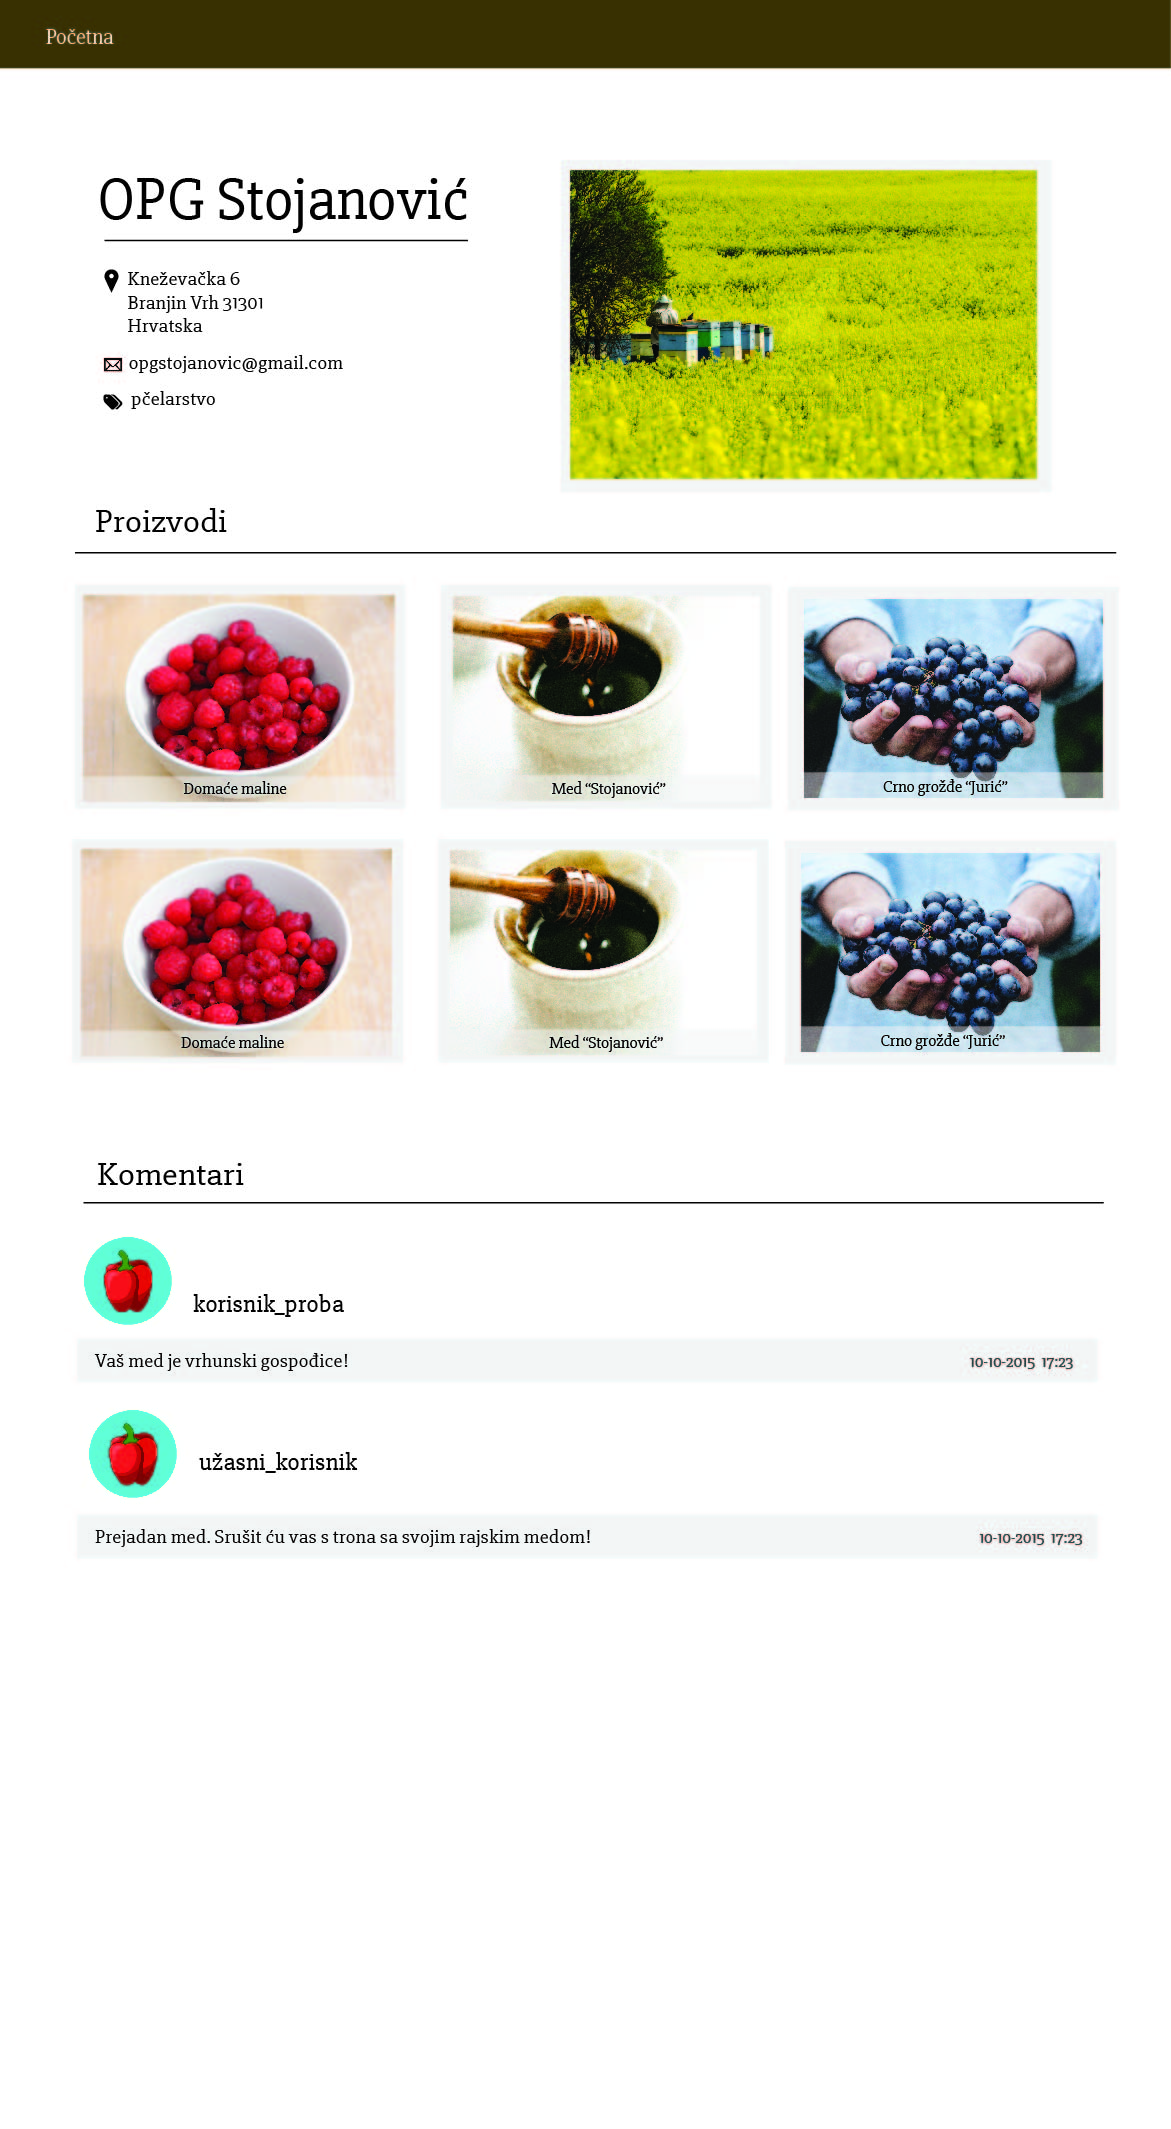 Početna
OPG Stojanović
Kneževačka 6
Branjin Vrh 31301
Hrvatska
opgstojanovic@gmail.com
pčelarstvo
Proizvodi
Domaće maline
Med “Stojanović”
Crno grožđe “Jurić”
Domaće maline
Med “Stojanović”
Crno grožđe “Jurić”
Komentari
korisnik_proba
Vaš med je vrhunski gospođice!
10-10-2015 17:23
užasni_korisnik
Prejadan med. Srušit ću vas s trona sa svojim rajskim medom!
10-10-2015 17:23